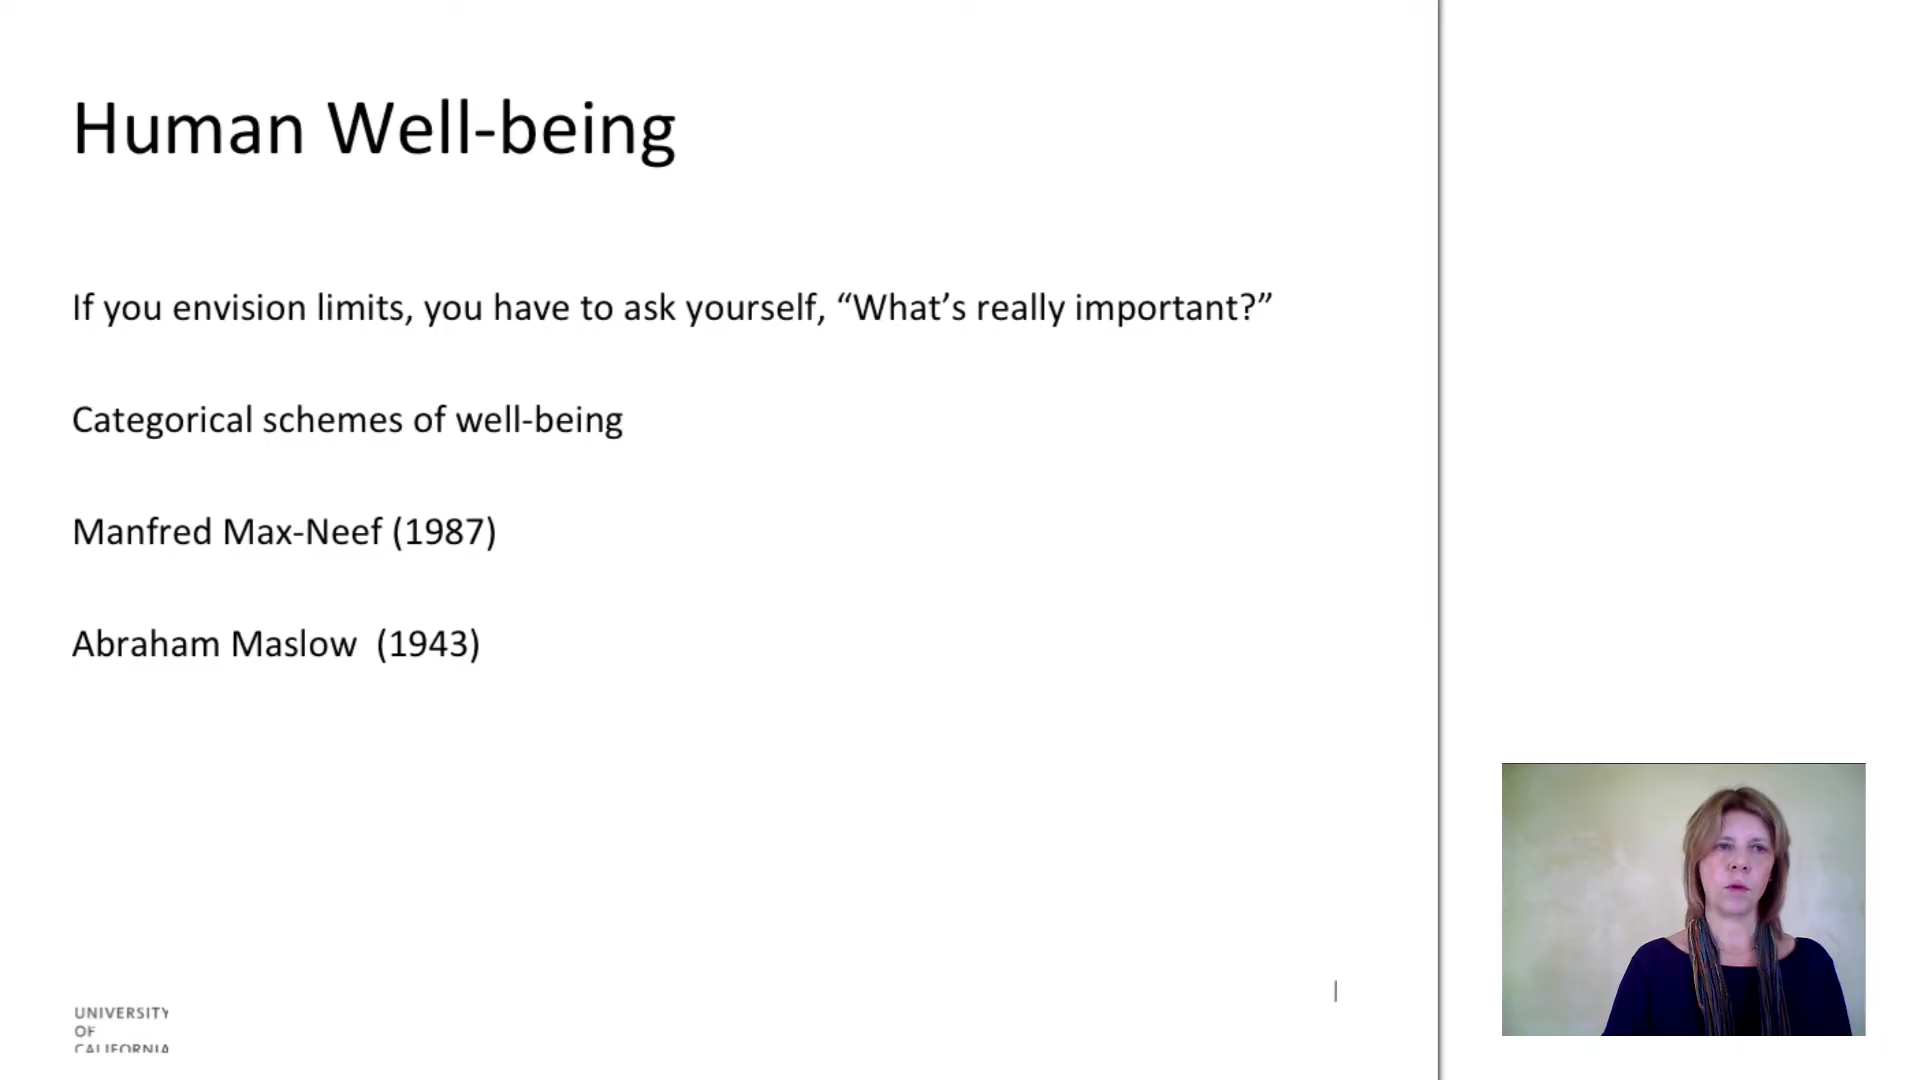 Human Well-being
If you envision limits, you have to ask yourself, “What’s really important?”
Categorical schemes of well-being
Manfred Max-Neef (1987)
Abraham Maslow  (1943)
UNIVERSITY
OF
CALIFORNIA